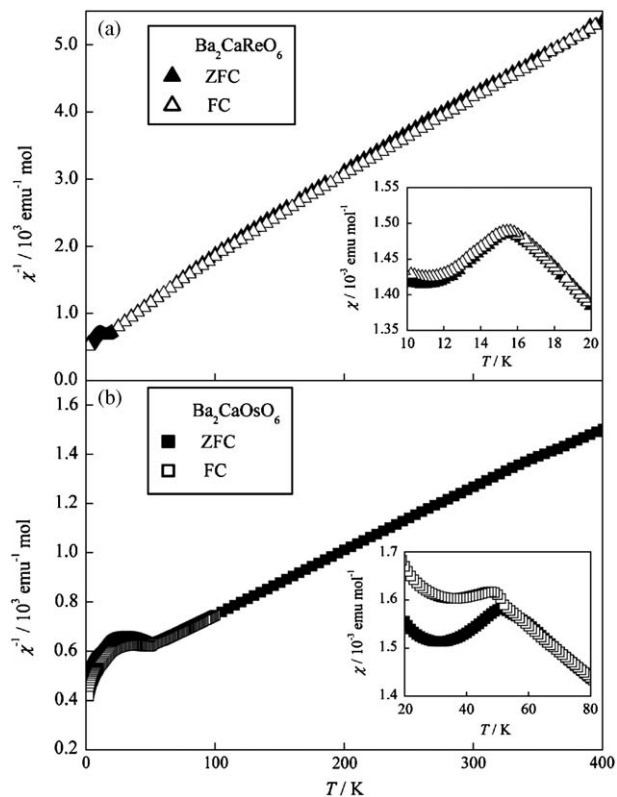 (a)
Ba₂CaReO₆
ZFC
FC
χ⁻¹ / 10³ emu⁻¹ mol
5.0
4.0
3.0
2.0
1.0
0.0
χ / 10⁻³ emu mol⁻¹
1.55
1.50
1.45
1.40
1.35
10 12 14 16 18 20
T / K
(b)
Ba₂CaOsO₆
ZFC
FC
χ⁻¹ / 10³ emu⁻¹ mol
1.6
1.4
1.2
1.0
0.8
0.6
0.4
0.2
χ / 10⁻³ emu mol⁻¹
1.7
1.6
1.5
1.4
20 40 60 80
T / K
0 100 200 300 400
T / K